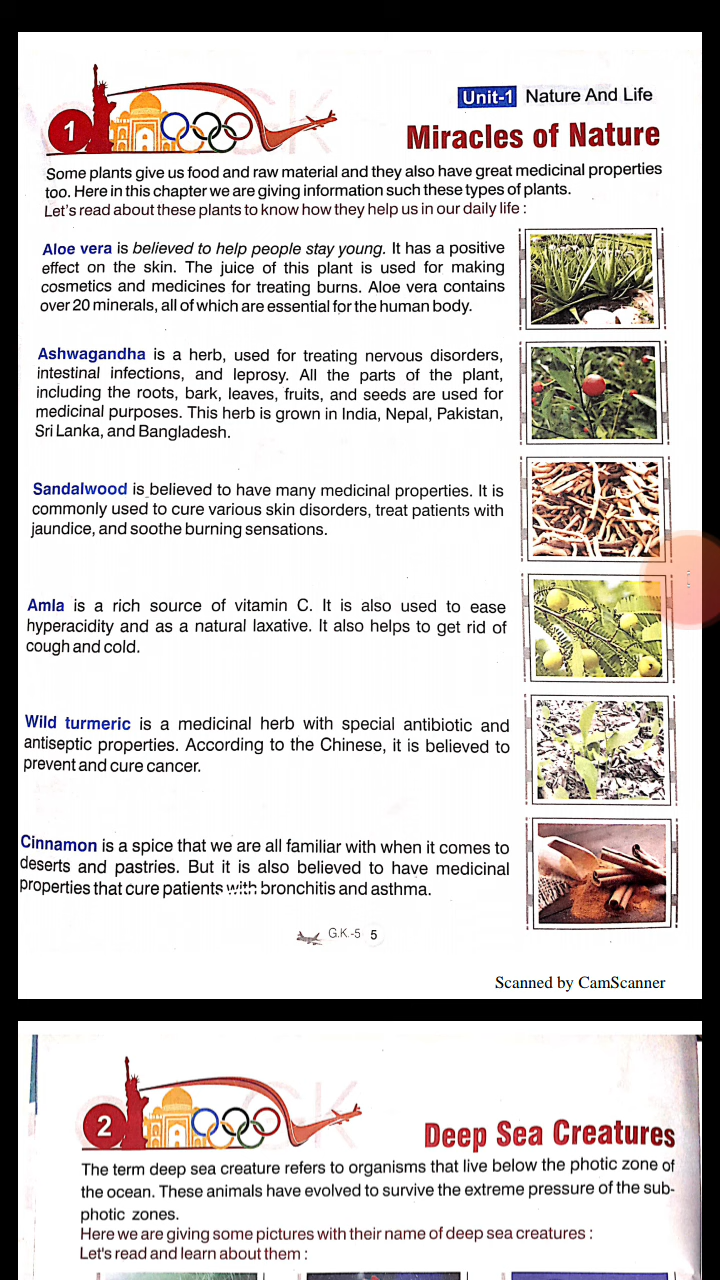 1
Unit-1 Nature And Life
Miracles of Nature
Some plants give us food and raw material and they also have great medicinal properties
too. Here in this chapter we are giving information such these types of plants.
Let's read about these plants to know how they help us in our daily life :
Aloe vera is believed to help people stay young. It has a positive
effect on the skin. The juice of this plant is used for making
cosmetics and medicines for treating burns. Aloe vera contains
over 20 minerals, all of which are essential for the human body.
Ashwagandha is a herb, used for treating nervous disorders,
intestinal infections, and leprosy. All the parts of the plant,
including the roots, bark, leaves, fruits, and seeds are used for
medicinal purposes. This herb is grown in India, Nepal, Pakistan,
Sri Lanka, and Bangladesh.
Sandalwood is believed to have many medicinal properties. It is
commonly used to cure various skin disorders, treat patients with
jaundice, and soothe burning sensations.
Amla is a rich source of vitamin C. It is also used to ease
hyperacidity and as a natural laxative. It also helps to get rid of
cough and cold.
Wild turmeric is a medicinal herb with special antibiotic and
antiseptic properties. According to the Chinese, it is believed to
prevent and cure cancer.
Cinnamon is a spice that we are all familiar with when it comes to
deserts and pastries. But it is also believed to have medicinal
properties that cure patients with bronchitis and asthma.
G.K.-5 5
Scanned by CamScanner
2
Deep Sea Creatures
The term deep sea creature refers to organisms that live below the photic zone of
the ocean. These animals have evolved to survive the extreme pressure of the sub-
photic zones.
Here we are giving some pictures with their name of deep sea creatures :
Let's read and learn about them :